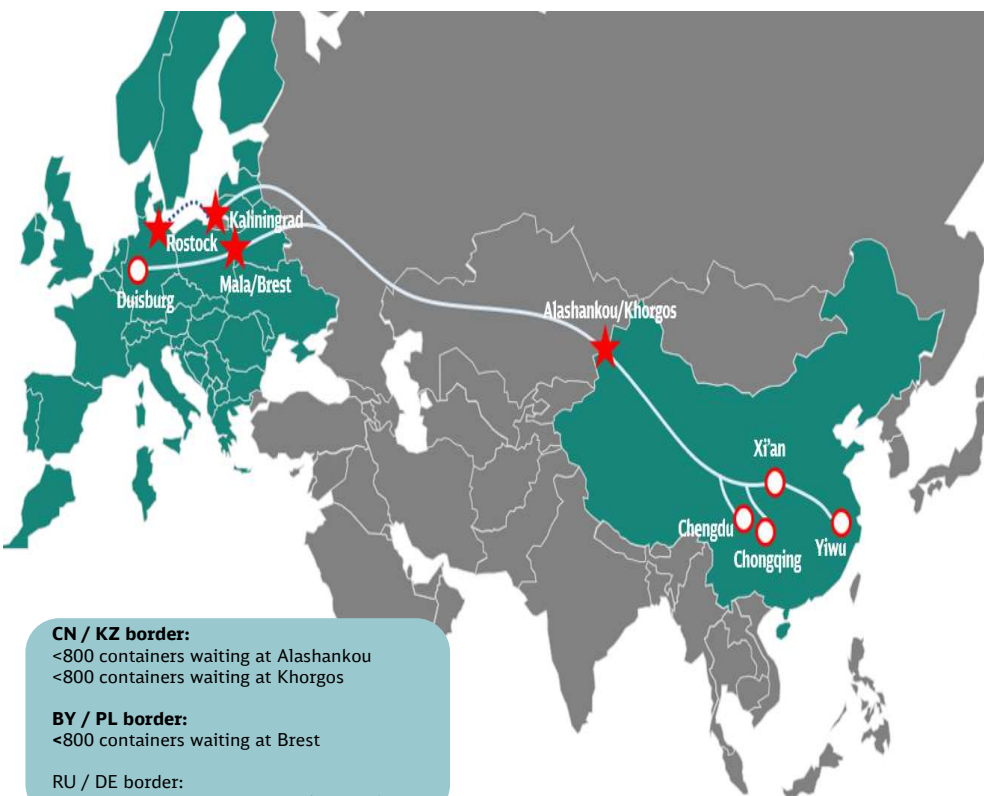 Kaliningrad
Rostock
Mala/Brest
Duisburg
Alashankou/Khorgos
Xi'an
Chengdu
Chongqing
Yiwu
CN / KZ border:
<800 containers waiting at Alashankou
<800 containers waiting at Khorgos
BY / PL border:
<800 containers waiting at Brest
RU / DE border: